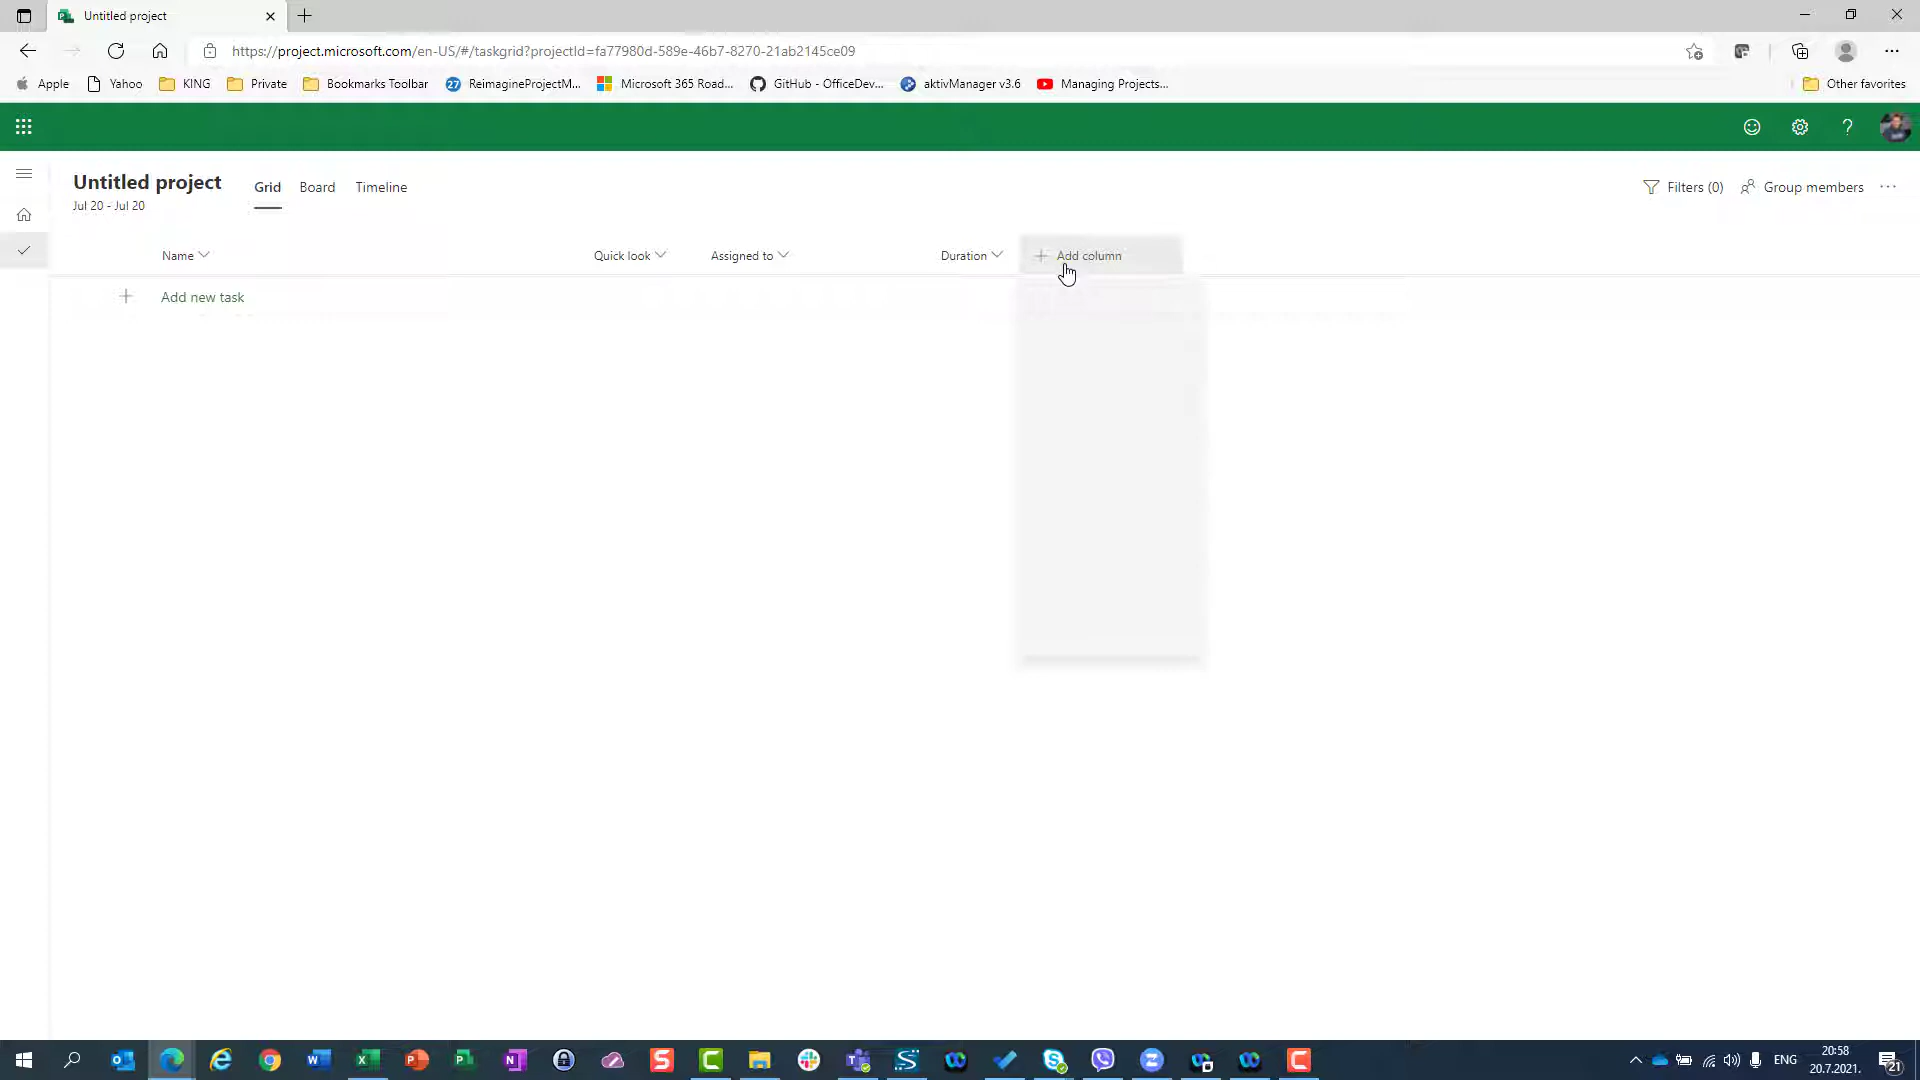 Untitled project
https://project.microsoft.com/en-US/#/taskgrid?projectId=fa77980d-589e-46b7-8270-21ab2145ce09
Apple Yahoo KING Private Bookmarks Toolbar 27 ReimagineProjectM... Microsoft 365 Road... GitHub - OfficeDev... aktivManager v3.6 Managing Projects... Other favorites
Untitled project Grid Board Timeline Filters (0) Group members
Jul 20 - Jul 20
Name Quick look Assigned to Duration Add column
Add new task
ENG 20:58
20.7.2021. 21